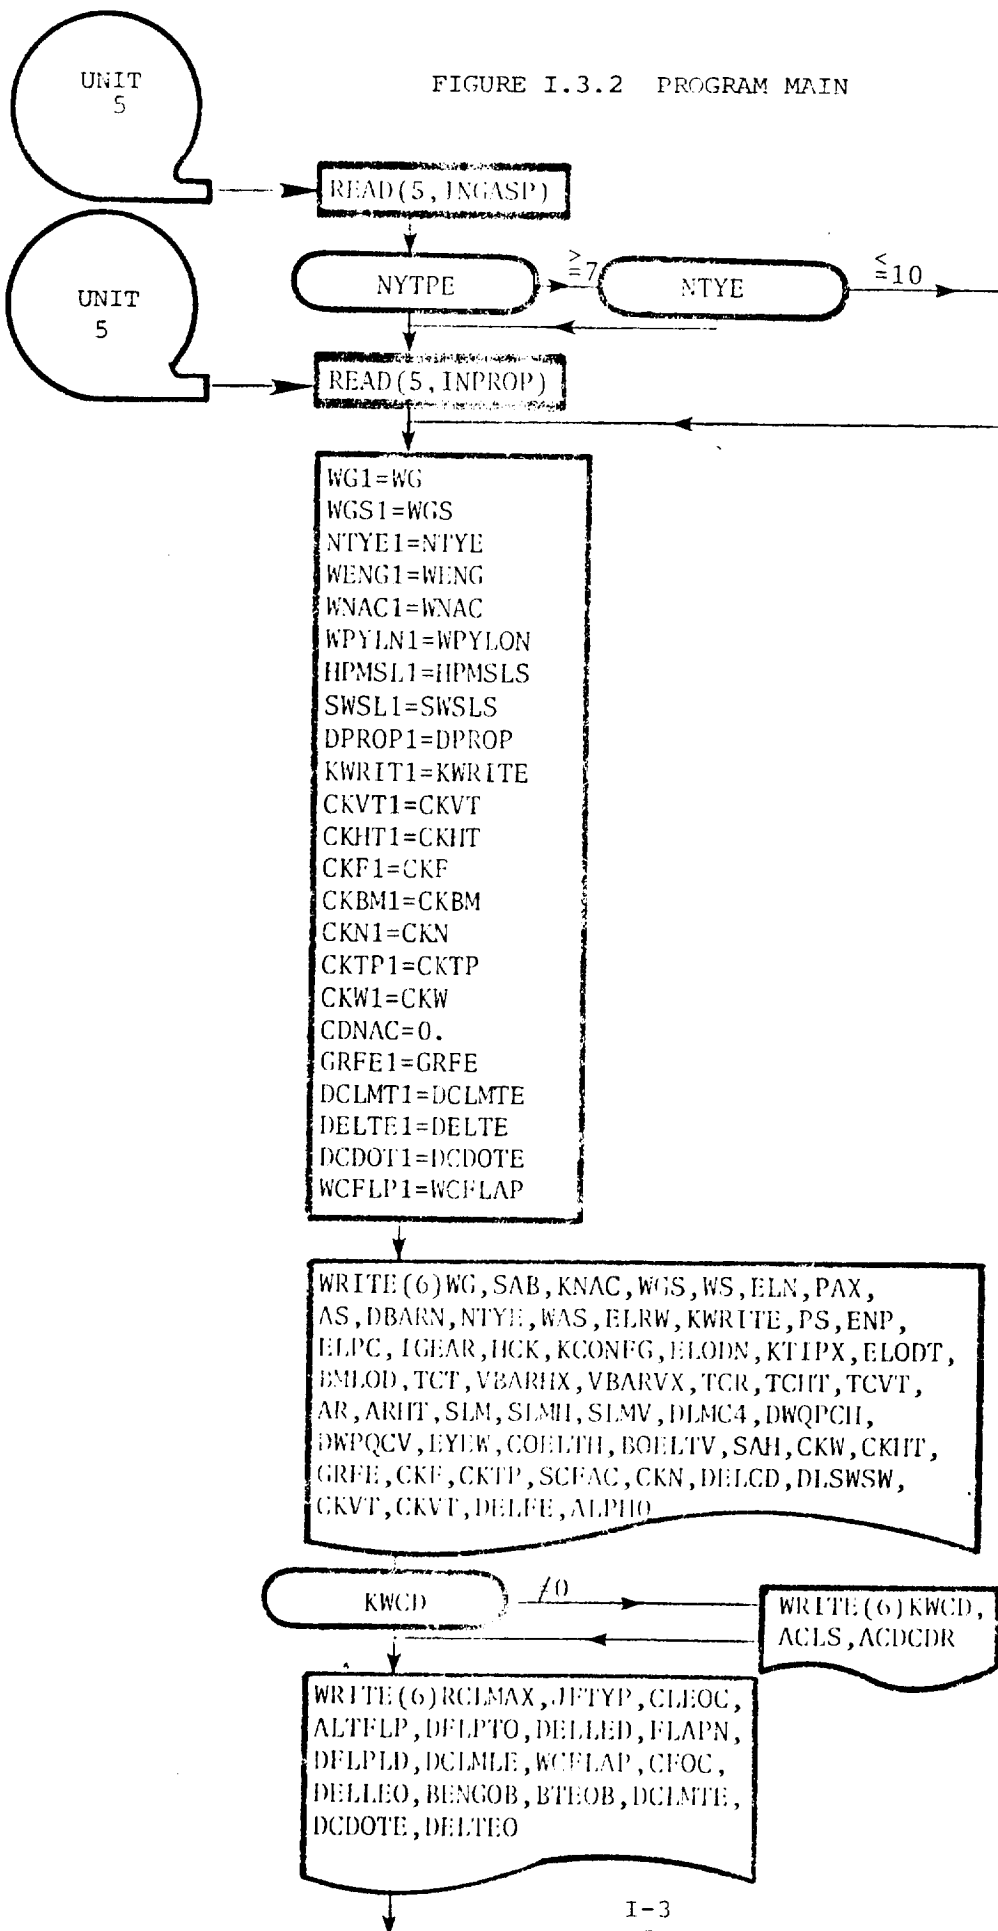 UNIT
5
FIGURE I.3.2 PROGRAM MAIN
READ(5,INGASP)
NYTPE
>
=7
NTYE
<
=10
UNIT
5
READ(5,INPROP)
WG1=WG
WGS1=WGS
NTYE1=NTYE
WENG1=WENG
WNAC1=WNAC
WPYLN1=WPYLON
HPMSL1=HPMSLS
SWSL1=SWSLS
DPROP1=DPROP
KWRIT1=KWRITE
CKVT1=CKVT
CKHT1=CKHT
CKF1=CKF
CKBM1=CKBM
CKN1=CKN
CKTP1=CKTP
CKW1=CKW
CDNAC=0.
GRFE1=GRFE
DCLMT1=DCLMTE
DELTE1=DELTE
DCDOT1=DCDOTE
WCFLP1=WCFLAP
WRITE(6)WG,SAB,KNAC,WGS,WS,ELN,PAX,
AS,DBARN,NTYE,WAS,ELRW,KWRITE,PS,ENP,
ELPC,IGEAR,HCK,KCONFG,ELODN,KTIPX,ELODT,
BMLOD,TCT,VBARHX,VBARVX,TCR,TCHT,TCVT,
AR,ARHT,SLM,SLMH,SLMV,DLMC4,DWQPCH,
DWPQCV,EYEW,COELTH,BOELTV,SAH,CKW,CKHT,
GRFE,CKF,CKTP,SCFAC,CKN,DELCD,DLSWSW,
CKVT,CKVT,DELFE,ALPHO
KWCD
≠0
WRITE(6)KWCD,
ACLS,ACDCDR
WRITE(6)RCLMAX,JFTYP,CLEOC,
ALTFLP,DFLPTO,DELLED,FLAPN,
DFLPLD,DCLMLE,WCFLAP,CFOC,
DELLEO,BENGOB,BTEOB,DCLMTE,
DCDOTE,DELTEO
I-3